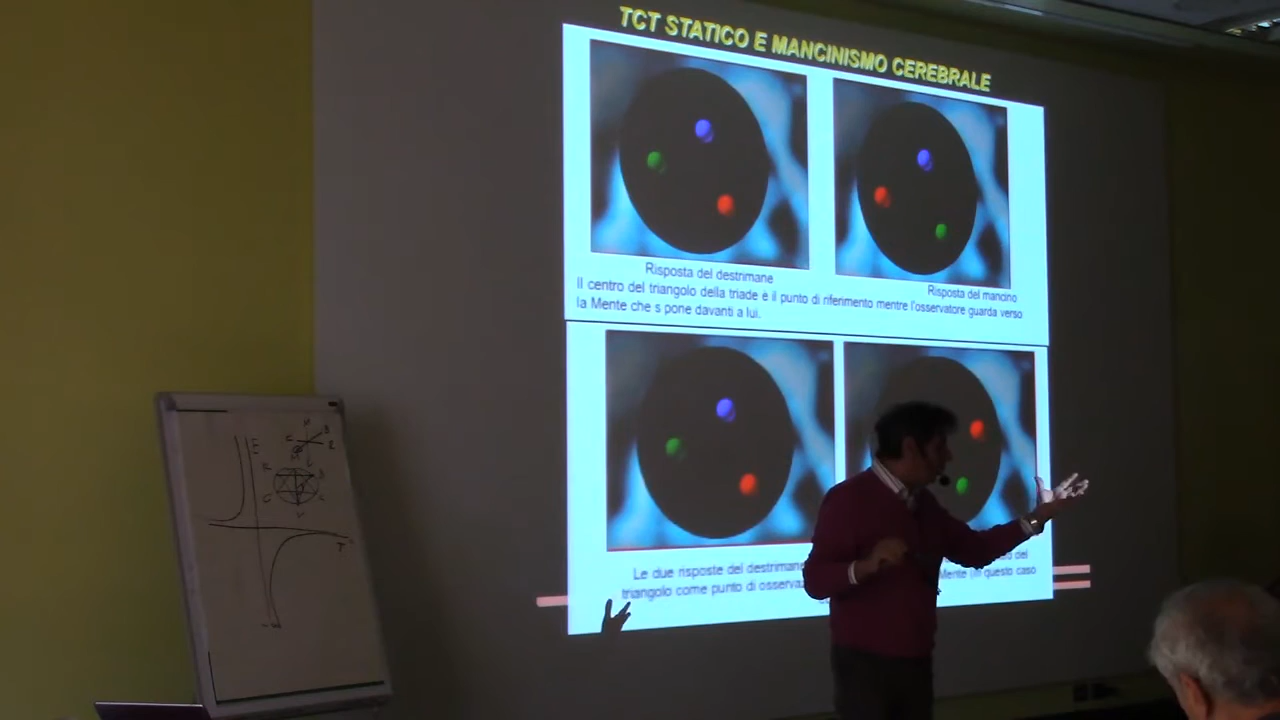 TCT STATICO E MANCINISMO CEREBRALE
Risposta del destrimane
Risposta del mancino
Il centro del triangolo della triade è il punto di riferimento mentre l'osservatore guarda verso
la Mente che s pone davanti a lui.
Le due risposte del destrimane del
triangolo come punto di osserva Mente (in questo caso